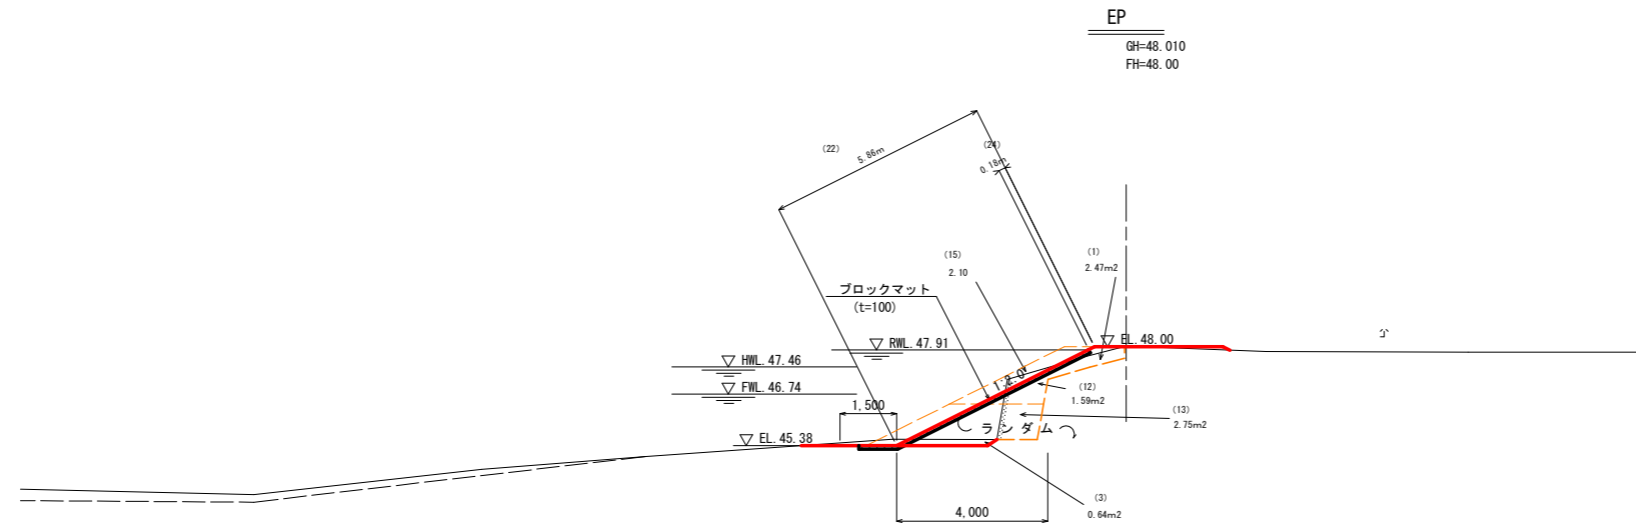 EP
GH=48.010
FH=48.00
(22)
5.86m
(24)
0.18m
(1)
2.47m2
(15)
2.10
ブロックマット
(t=100)
RWL.47.91
EL.48.00
HWL.47.46
FWL.46.74
1:2.0
(12)
1.59m2
1,500
(13)
2.75m2
ランダム
EL.45.38
(3)
0.64m2
4,000